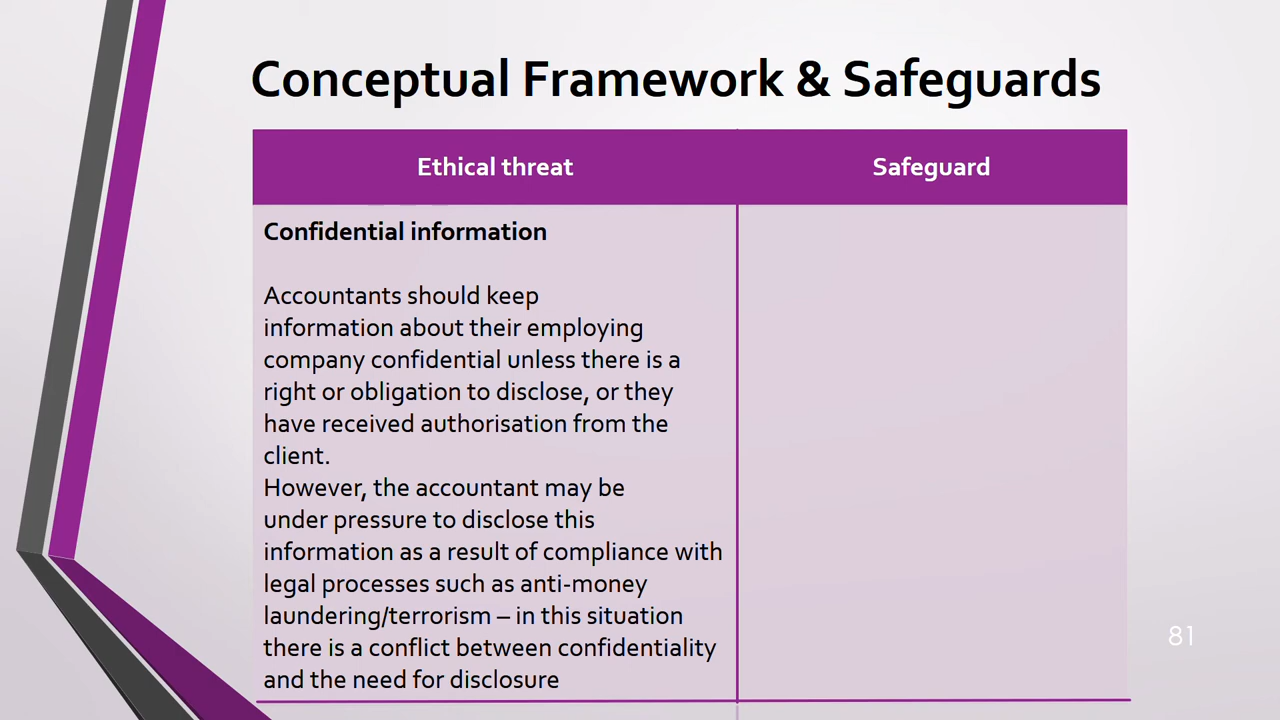 Conceptual Framework & Safeguards
Ethical threat
Safeguard
Confidential information
Accountants should keep
information about their employing
company confidential unless there is a
right or obligation to disclose, or they
have received authorisation from the
client.
However, the accountant may be
under pressure to disclose this
information as a result of compliance with
legal processes such as anti-money
laundering/terrorism – in this situation
there is a conflict between confidentiality
and the need for disclosure
81